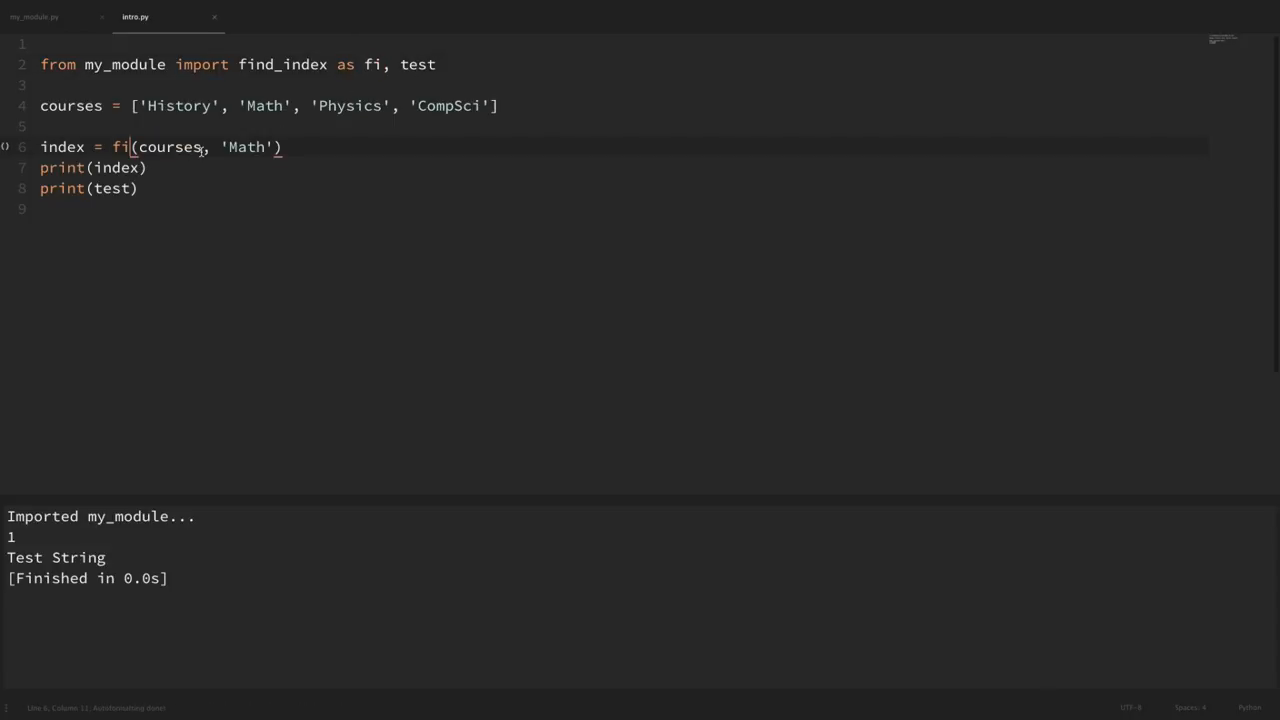 my_module.py × intro.py ×
1
2 from my_module import find_index as fi, test
3
4 courses = ['History', 'Math', 'Physics', 'CompSci']
5
() 6 index = fi(courses, 'Math')
7 print(index)
8 print(test)
9
Imported my_module...
1
Test String
[Finished in 0.0s]
Line 6, Column 11; Autoformatting done! UTF-8 Spaces: 4 Python